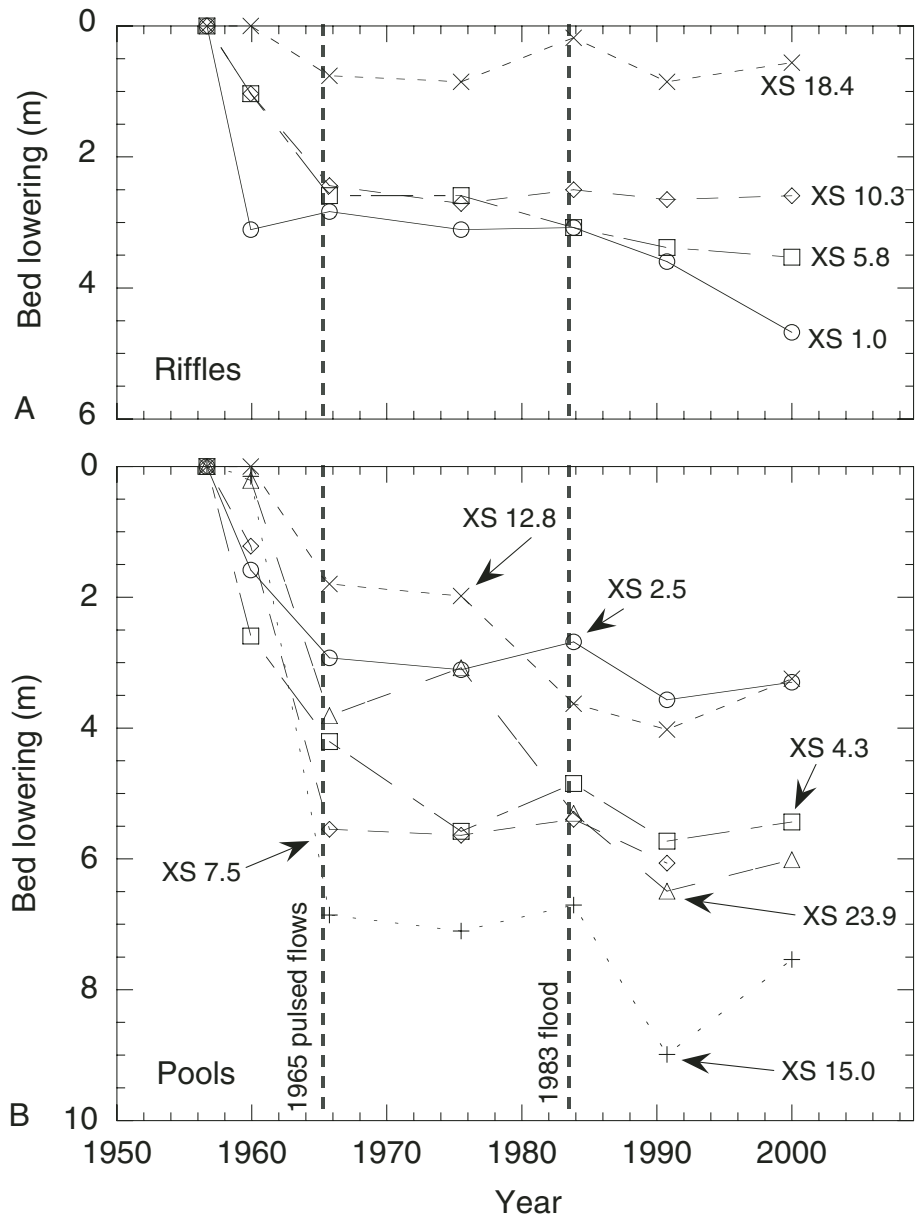 0
2
4
6
Bed lowering (m)
XS 18.4
XS 10.3
XS 5.8
XS 1.0
Riffles
A
0
2
4
6
8
10
Bed lowering (m)
XS 12.8
XS 2.5
XS 4.3
XS 7.5
XS 23.9
XS 15.0
1965 pulsed flows
1983 flood
Pools
B
1950
1960
1970
1980
1990
2000
Year